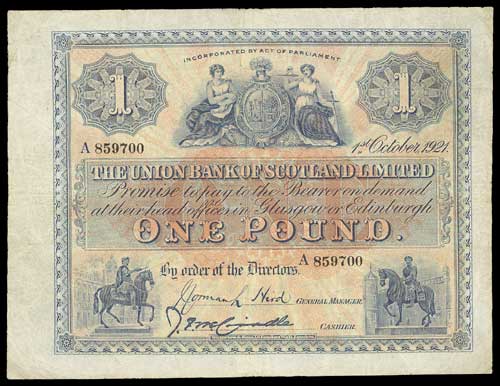 INCORPORATED BY ACT OF PARLIAMENT
1 1
A 859700 1st October, 1921.
THE UNION BANK OF SCOTLAND LIMITED
Promise to pay to the Bearer on demand
at their head offices in Glasgow or Edinburgh
ONE POUND.
A 859700
By order of the Directors.
Norman L Hird GENERAL MANAGER.
CASHIER.